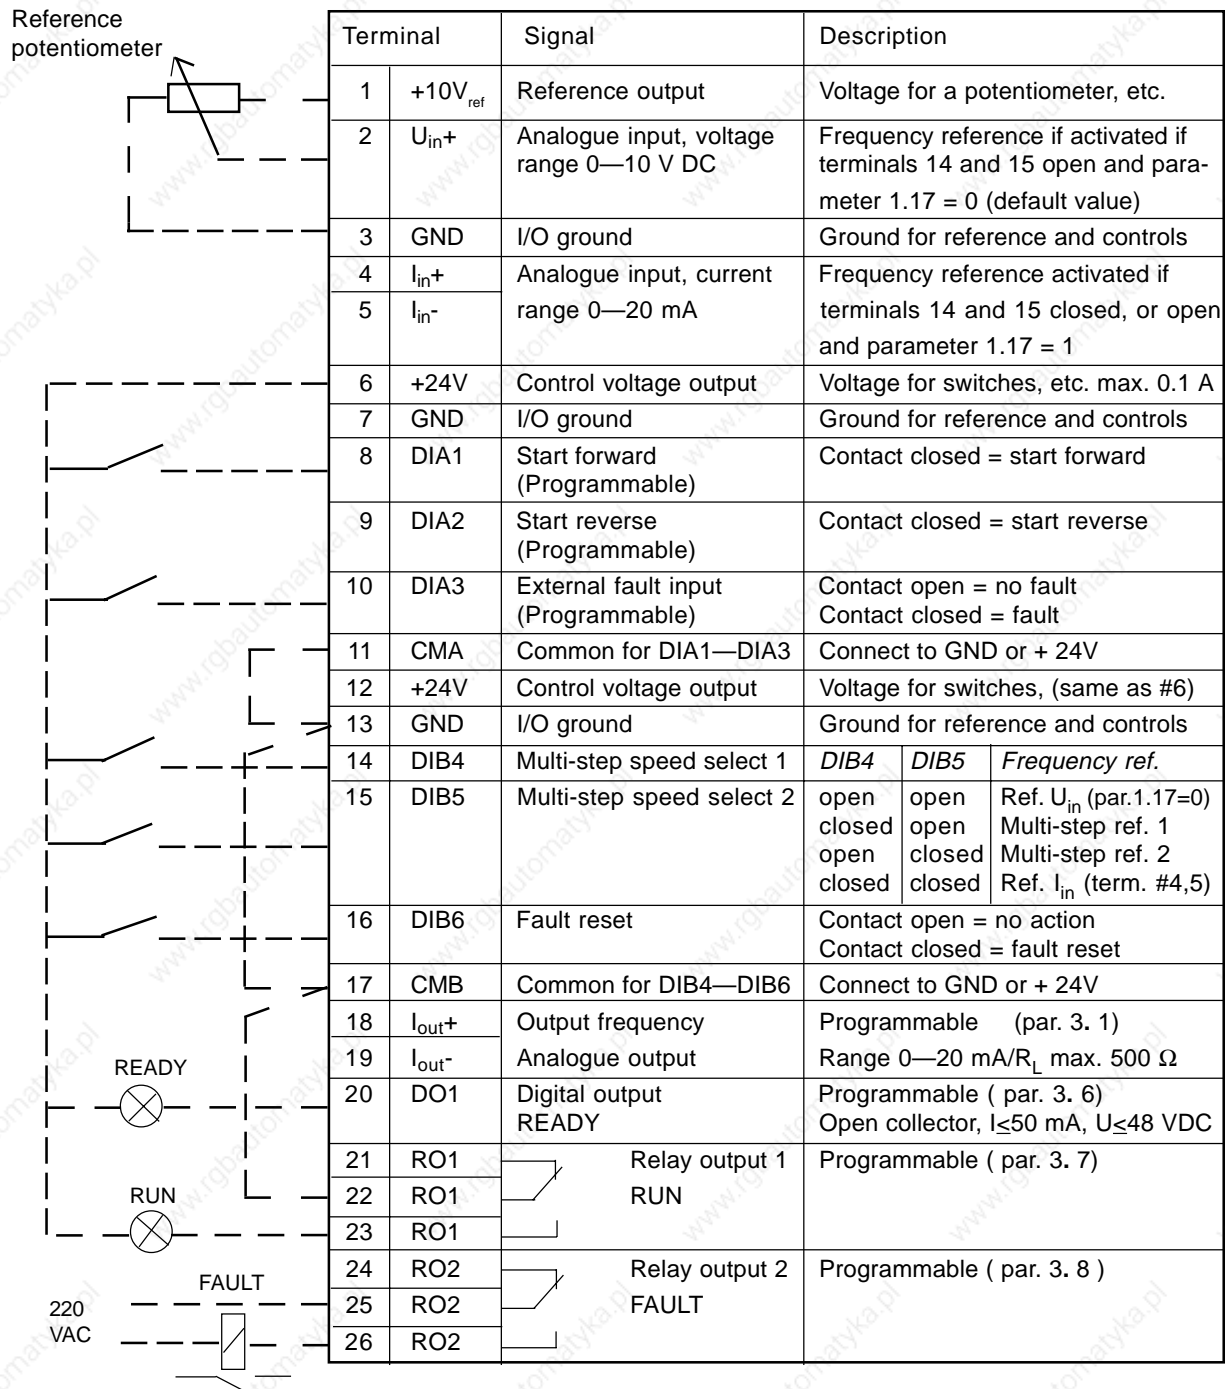 Reference
potentiometer
Terminal Signal Description
1 +10Vref Reference output Voltage for a potentiometer, etc.
2 Uin+ Analogue input, voltage Frequency reference if activated if
range 0—10 V DC terminals 14 and 15 open and para-
meter 1.17 = 0 (default value)
3 GND I/O ground Ground for reference and controls
4 Iin+ Analogue input, current Frequency reference activated if
5 Iin- range 0—20 mA terminals 14 and 15 closed, or open
and parameter 1.17 = 1
6 +24V Control voltage output Voltage for switches, etc. max. 0.1 A
7 GND I/O ground Ground for reference and controls
8 DIA1 Start forward Contact closed = start forward
(Programmable)
9 DIA2 Start reverse Contact closed = start reverse
(Programmable)
10 DIA3 External fault input Contact open = no fault
(Programmable) Contact closed = fault
11 CMA Common for DIA1—DIA3 Connect to GND or + 24V
12 +24V Control voltage output Voltage for switches, (same as #6)
13 GND I/O ground Ground for reference and controls
14 DIB4 Multi-step speed select 1 DIB4 DIB5 Frequency ref.
15 DIB5 Multi-step speed select 2 open open Ref. Uin (par.1.17=0)
closed open Multi-step ref. 1
open closed Multi-step ref. 2
closed closed Ref. Iin (term. #4,5)
16 DIB6 Fault reset Contact open = no action
Contact closed = fault reset
17 CMB Common for DIB4—DIB6 Connect to GND or + 24V
18 Iout+ Output frequency Programmable (par. 3. 1)
19 Iout- Analogue output Range 0—20 mA/RL max. 500 Ω
READY
20 DO1 Digital output Programmable ( par. 3. 6)
READY Open collector, I≤50 mA, U≤48 VDC
21 RO1 Relay output 1 Programmable ( par. 3. 7)
RUN
22 RO1 RUN
23 RO1
24 RO2 Relay output 2 Programmable ( par. 3. 8 )
FAULT
220
VAC
25 RO2 FAULT
26 RO2
www.rgbautomatyka.pl